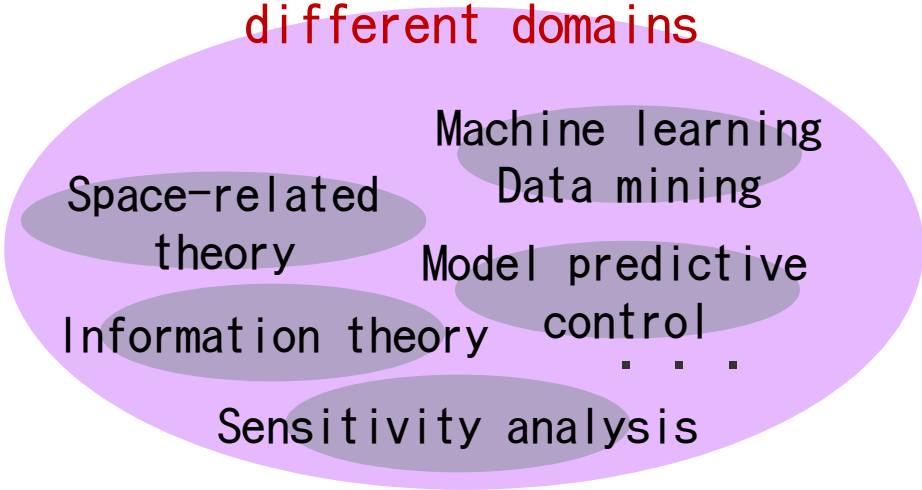 different domains
Machine learning
Data mining
Space-related
theory
Model predictive
control
Information theory
. . .
Sensitivity analysis